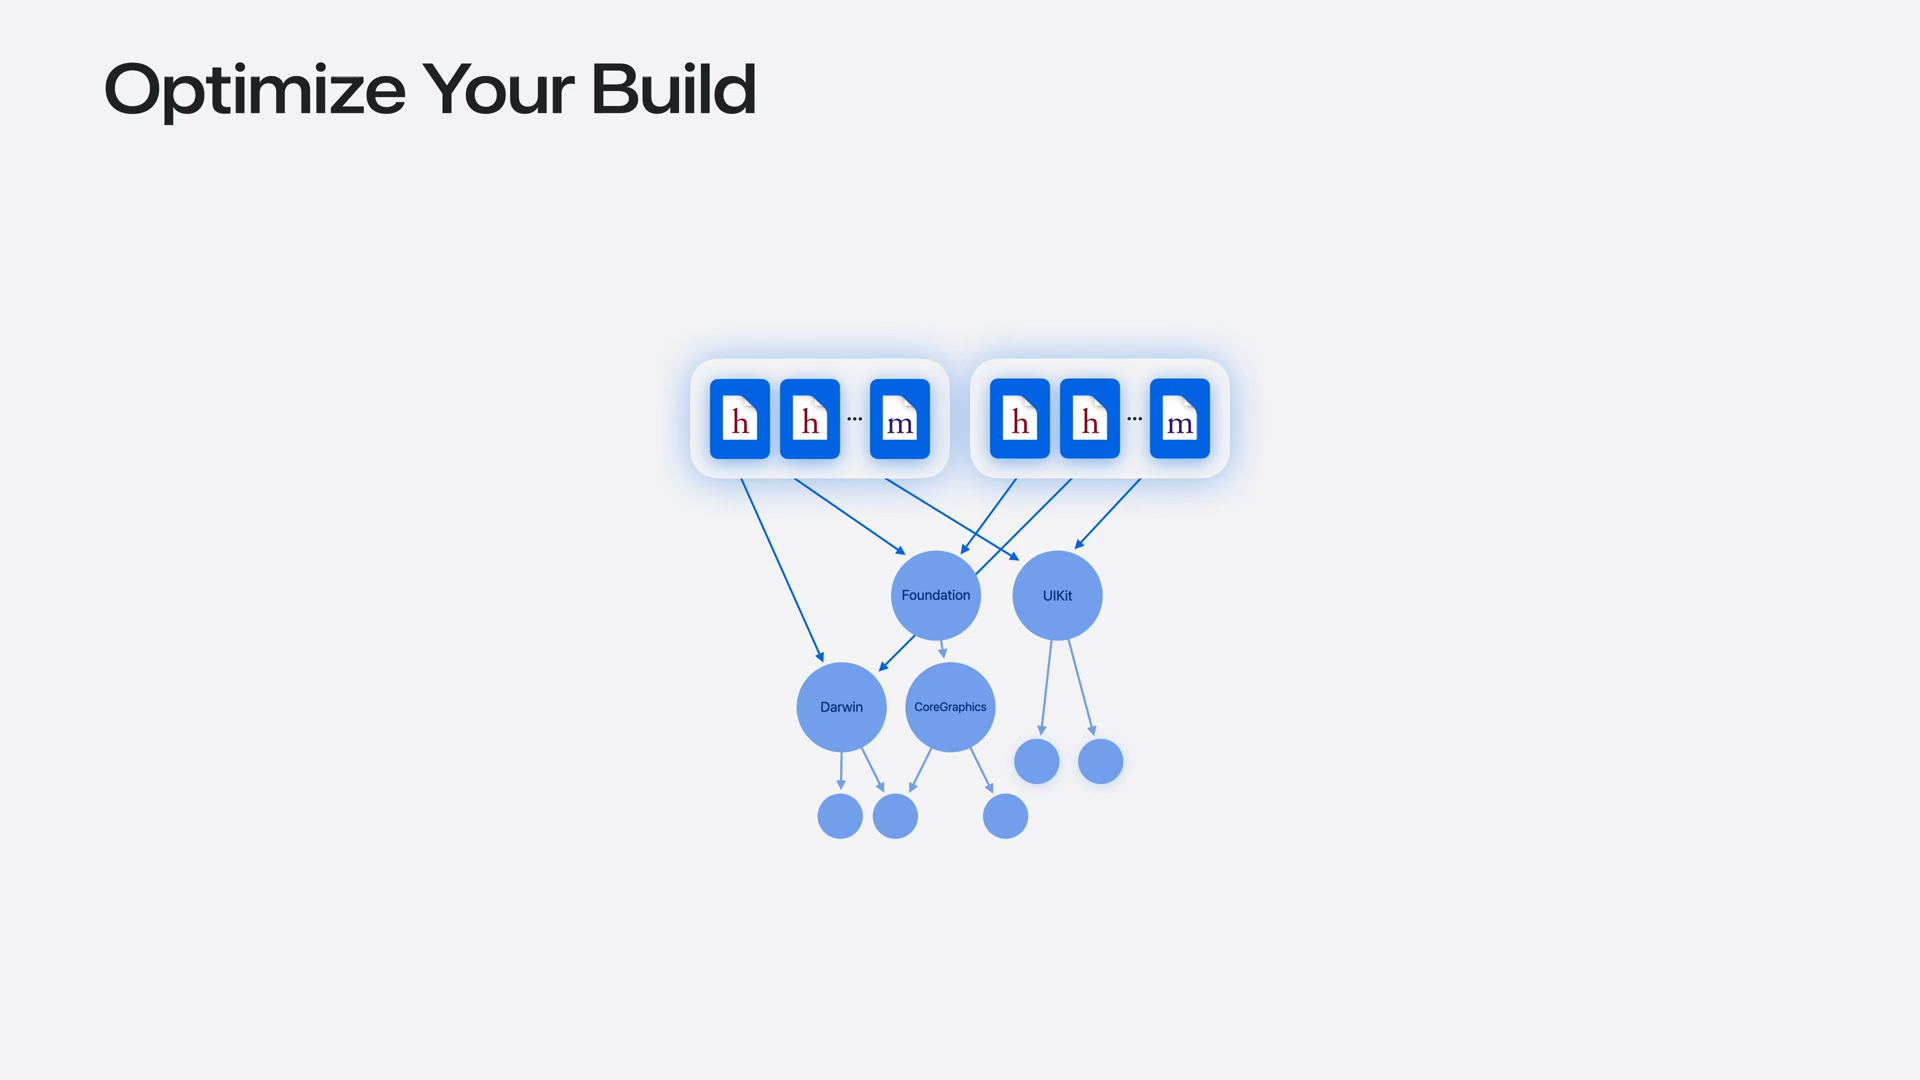 Optimize Your Build
h h ... m h h ... m
Foundation UIKit
Darwin CoreGraphics